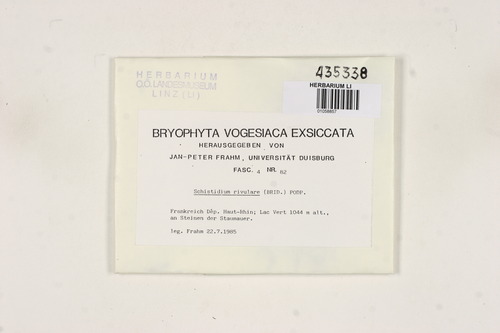 HERBARIUM
O.Ö. LANDESMUSEUM
LINZ (LI)
435338
HERBARIUM LI
BRYOPHYTA VOGESIACA EXSICCATA
HERAUSGEGEBEN VON
JAN-PETER FRAHM, UNIVERSITÄT DUISBURG
FASC. 4 NR. 62
Schistidium rivulare (BRID.) PODP.
Frankreich Dép. Haut-Rhin; Lac Vert 1044 m alt.,
an Steinen der Staumauer.
leg. Frahm 22.7.1985